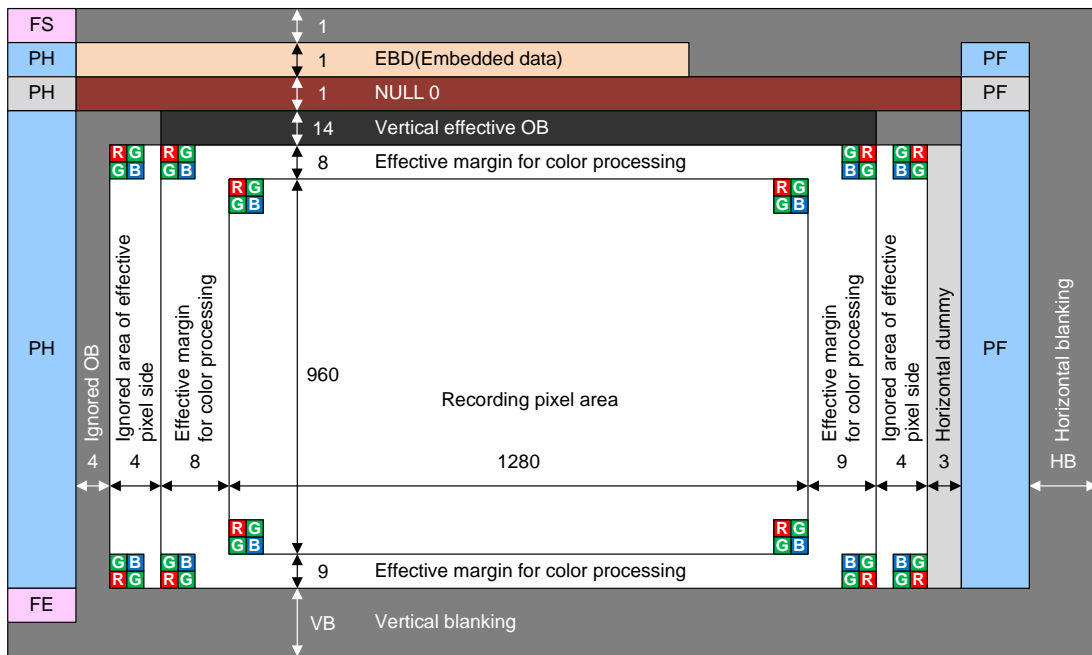 FS
1
PH
1
EBD(Embedded data)
PF
PH
1
NULL 0
PF
14
Vertical effective OB
R G
G B
R G
G B
8
Effective margin for color processing
G R
B G
G R
B G
R G
G B
R G
G B
PH
4
Ignored OB
4
Ignored area of effective
pixel side
8
Effective margin
for color processing
960
Recording pixel area
1280
9
Effective margin
for color processing
4
Ignored area of effective
pixel side
3
Horizontal dummy
PF
HB
Horizontal blanking
R G
G B
R G
G B
G B
R G
G B
R G
9
Effective margin for color processing
B G
G R
B G
G R
FE
VB
Vertical blanking